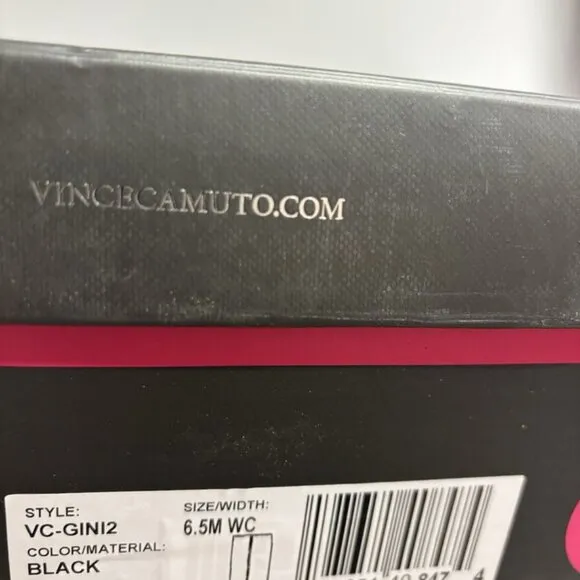 VINCECAMUTO.COM
STYLE: SIZE/WIDTH:
VC-GINI2 6.5M WC
COLOR/MATERIAL:
BLACK